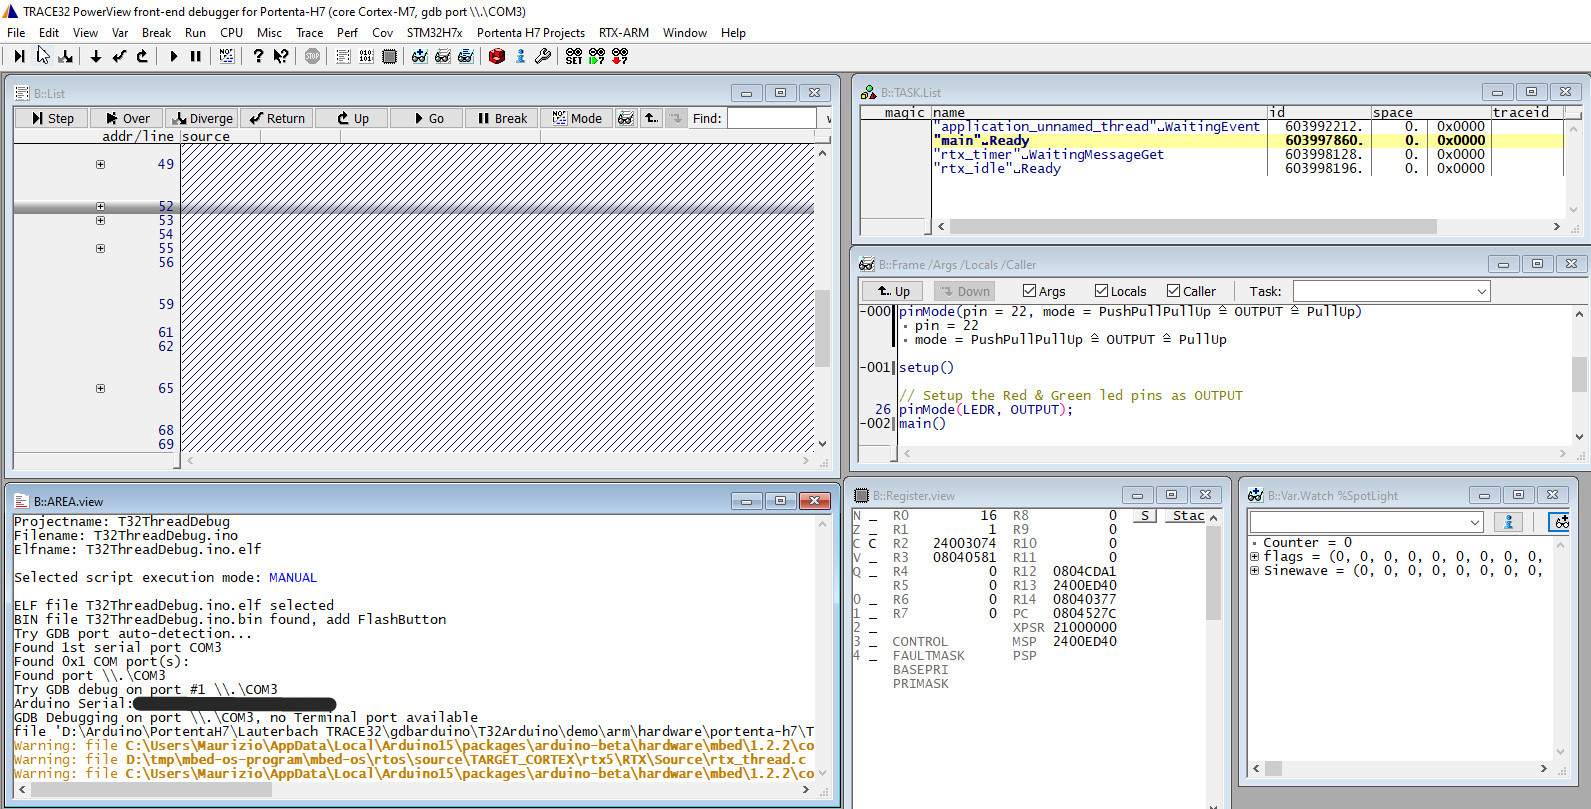 TRACE32 PowerView front-end debugger for Portenta-H7 (core Cortex-M7, gdb port \\.\COM3)
File Edit View Var Break Run CPU Misc Trace Perf Cov STM32H7x Portenta H7 Projects RTX-ARM Window Help
B::List
Step Over Diverge Return Up Go Break Mode Find:
addr/line source
49
52
53
54
55
56
59
61
62
65
68
69
B::TASK.List
magic name id space traceid
"application_unnamed_thread"␣WaitingEvent 603992212. 0. 0x0000
"main"␣Ready 603997860. 0. 0x0000
"rtx_timer"␣WaitingMessageGet 603998128. 0. 0x0000
"rtx_idle"␣Ready 603998196. 0. 0x0000
B::Frame /Args /Locals /Caller
Up Down Args Locals Caller Task:
-000 pinMode(pin = 22, mode = PushPullPullUp ≙ OUTPUT ≙ PullUp)
pin = 22
mode = PushPullPullUp ≙ OUTPUT ≙ PullUp
-001 setup()
// Setup the Red & Green led pins as OUTPUT
26 pinMode(LEDR, OUTPUT);
-002 main()
B::AREA.view
Projectname: T32ThreadDebug
Filename: T32ThreadDebug.ino
Elfname: T32ThreadDebug.ino.elf
Selected script execution mode: MANUAL
ELF file T32ThreadDebug.ino.elf selected
BIN file T32ThreadDebug.ino.bin found, add FlashButton
Try GDB port auto-detection...
Found 1st serial port COM3
Found 0x1 COM port(s):
Found port \\.\COM3
Try GDB debug on port #1 \\.\COM3
Arduino Serial:
GDB Debugging on port \\.\COM3, no Terminal port available
file 'D:\Arduino\PortentaH7\Lauterbach TRACE32\gdbarduino\T32Arduino\demo\arm\hardware\portenta-h7\T
Warning: file C:\Users\Maurizio\AppData\Local\Arduino15\packages\arduino-beta\hardware\mbed\1.2.2\co
Warning: file D:\tmp\mbed-os-program\mbed-os\rtos\source\TARGET_CORTEX\rtx5\RTX\Source\rtx_thread.c
Warning: file C:\Users\Maurizio\AppData\Local\Arduino15\packages\arduino-beta\hardware\mbed\1.2.2\co
B::Register.view
N _ R0 16 R8 0 S Stac
Z _ R1 1 R9 0
C C R2 24003074 R10 0
V _ R3 08040581 R11 0
Q _ R4 0 R12 0804CDA1
R5 0 R13 2400ED40
0 _ R6 0 R14 08040377
1 _ R7 0 PC 0804527C
2 _ XPSR 21000000
3 _ CONTROL MSP 2400ED40
4 _ FAULTMASK PSP
BASEPRI
PRIMASK
B::Var.Watch %SpotLight
Counter = 0
flags = (0, 0, 0, 0, 0, 0, 0, 0, 0,
Sinewave = (0, 0, 0, 0, 0, 0, 0, 0,